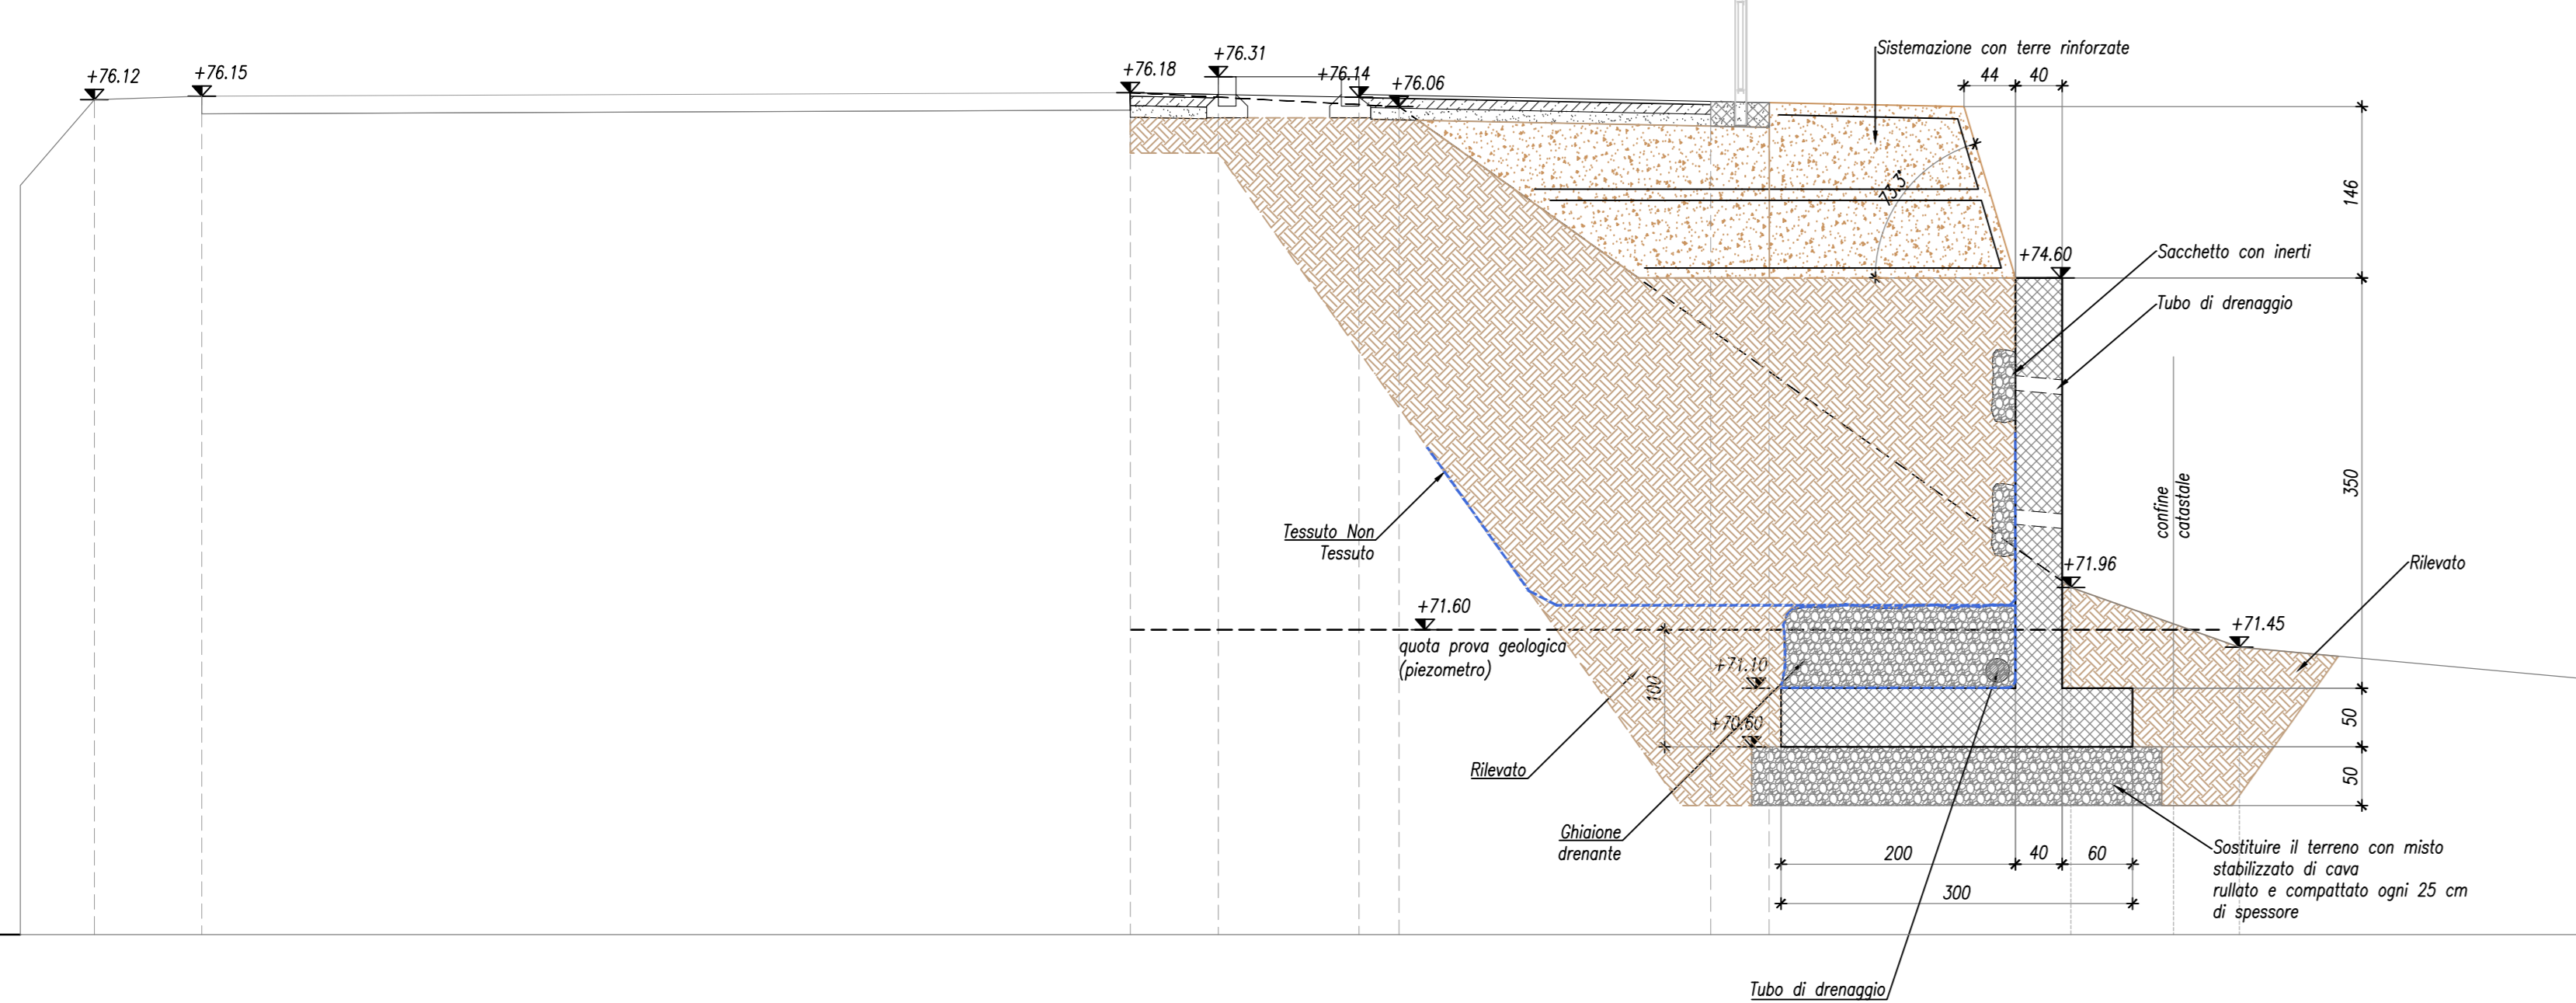 +76.12
+76.15
+76.18
+76.31
+76.14
+76.06
Sistemazione con terre rinforzate
44
40
146
73.3°
+74.60
Sacchetto con inerti
Tubo di drenaggio
350
confine
catastale
Tessuto Non
Tessuto
+71.96
Rilevato
+71.60
quota prova geologica
(piezometro)
+71.45
+71.10
100
+70.60
50
50
Rilevato
Ghiaione
drenante
200
40
60
300
Sostituire il terreno con misto
stabilizzato di cava
rullato e compattato ogni 25 cm
di spessore
Tubo di drenaggio